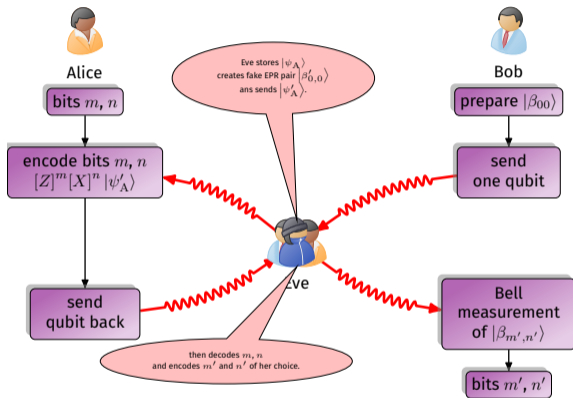 Alice
Bob
Eve stores |ψ_A⟩
creates fake EPR pair |β′_{0,0}⟩
ans sends |ψ′_A⟩.
bits m, n
prepare |β_{00}⟩
encode bits m, n
[Z]^m [X]^n |ψ′_A⟩
send
one qubit
Eve
send
qubit back
Bell
measurement
of |β_{m′,n′}⟩
then decodes m, n
and encodes m′ and n′ of her choice.
bits m′, n′